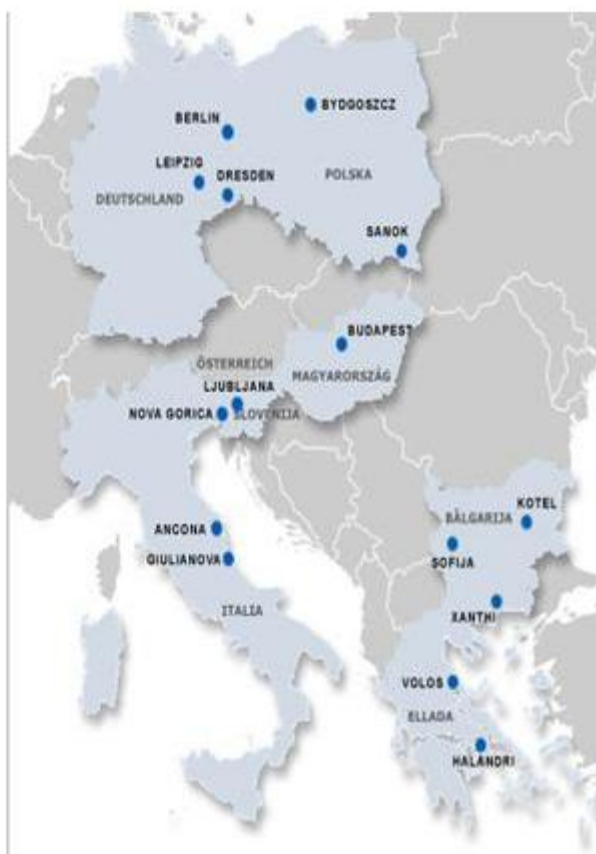 BYDGOSZCZ
BERLIN
LEIPZIG
DRESDEN
POLSKA
DEUTSCHLAND
SANOK
BUDAPEST
ÖSTERREICH
MAGYARORSZÁG
LJUBLJANA
NOVA GORICA
SLOVENIJA
KOTEL
BÀLGARIJA
ANCONA
GIULIANOVA
SOFIJA
ITALIA
XANTHI
VOLOS
ELLADA
HALANDRI